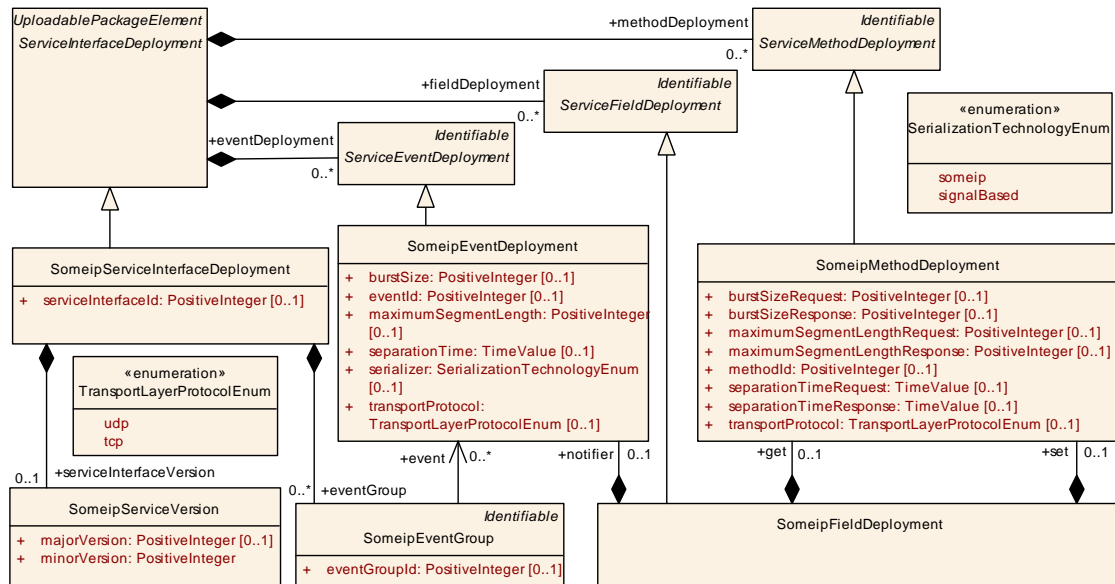 UploadablePackageElement
ServiceInterfaceDeployment
+methodDeployment
0..*
Identifiable
ServiceMethodDeployment
+fieldDeployment
0..*
Identifiable
ServiceFieldDeployment
+eventDeployment
0..*
Identifiable
ServiceEventDeployment
«enumeration»
SerializationTechnologyEnum
someip
signalBased
SomeipServiceInterfaceDeployment
+ serviceInterfaceId: PositiveInteger [0..1]
SomeipEventDeployment
+ burstSize: PositiveInteger [0..1]
+ eventId: PositiveInteger [0..1]
+ maximumSegmentLength: PositiveInteger
[0..1]
+ separationTime: TimeValue [0..1]
+ serializer: SerializationTechnologyEnum
[0..1]
+ transportProtocol:
TransportLayerProtocolEnum [0..1]
SomeipMethodDeployment
+ burstSizeRequest: PositiveInteger [0..1]
+ burstSizeResponse: PositiveInteger [0..1]
+ maximumSegmentLengthRequest: PositiveInteger [0..1]
+ maximumSegmentLengthResponse: PositiveInteger [0..1]
+ methodId: PositiveInteger [0..1]
+ separationTimeRequest: TimeValue [0..1]
+ separationTimeResponse: TimeValue [0..1]
+ transportProtocol: TransportLayerProtocolEnum [0..1]
«enumeration»
TransportLayerProtocolEnum
udp
tcp
+serviceInterfaceVersion
0..1
+eventGroup
0..*
+event
0..*
+notifier
0..1
+get
0..1
+set
0..1
SomeipServiceVersion
+ majorVersion: PositiveInteger [0..1]
+ minorVersion: PositiveInteger
Identifiable
SomeipEventGroup
+ eventGroupId: PositiveInteger [0..1]
SomeipFieldDeployment